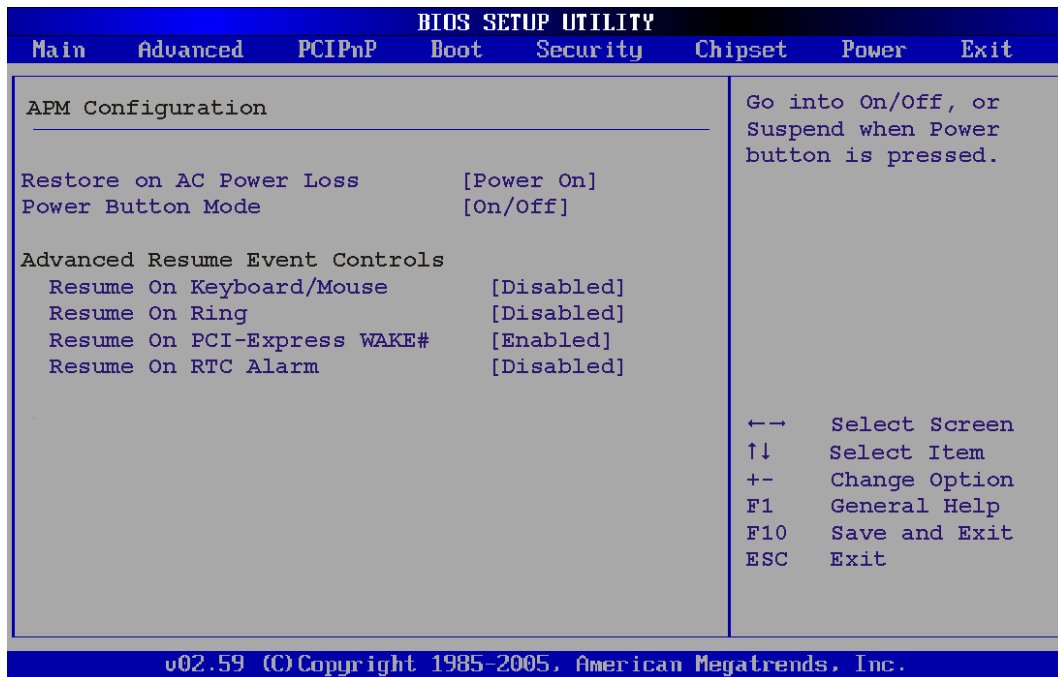 BIOS SETUP UTILITY
Main Advanced PCIPnP Boot Security Chipset Power Exit
APM Configuration
Restore on AC Power Loss [Power On]
Power Button Mode [On/Off]
Advanced Resume Event Controls
Resume On Keyboard/Mouse [Disabled]
Resume On Ring [Disabled]
Resume On PCI-Express WAKE# [Enabled]
Resume On RTC Alarm [Disabled]
Go into On/Off, or
Suspend when Power
button is pressed.
←→ Select Screen
↑↓ Select Item
+- Change Option
F1 General Help
F10 Save and Exit
ESC Exit
v02.59 (C)Copyright 1985-2005, American Megatrends, Inc.